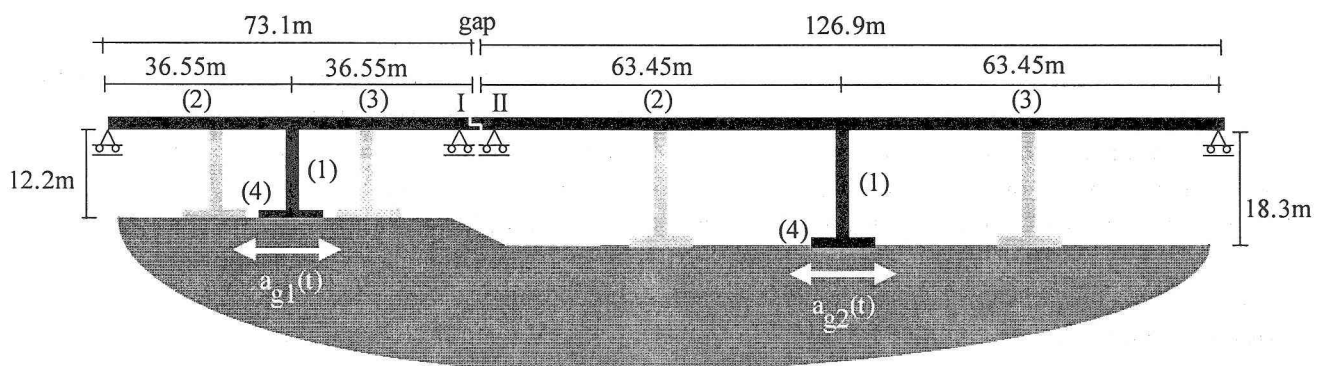 73.1m gap 126.9m
36.55m 36.55m 63.45m 63.45m
(2) (3) I II (2) (3)
12.2m (4) (1) (1) 18.3m
(4)
a_g1(t) a_g2(t)